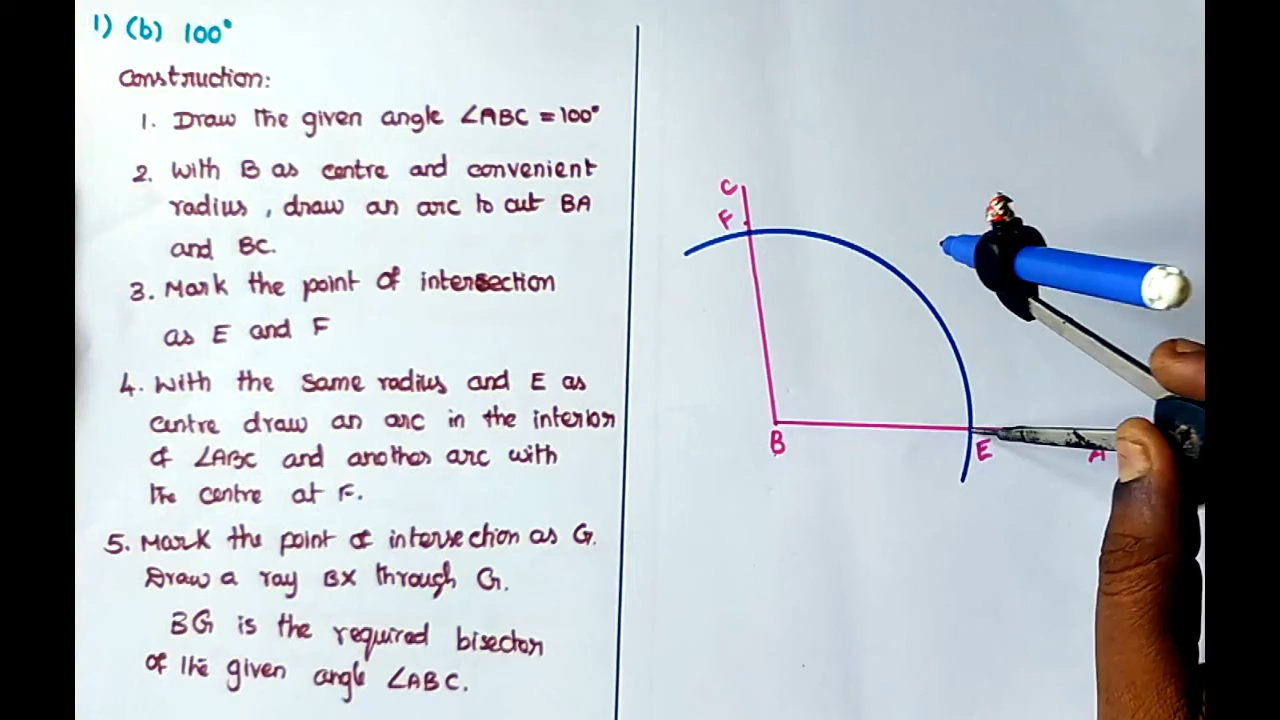 1) (b) 100°
Construction:
1. Draw the given angle ∠ABC = 100°
2. With B as centre and convenient
radius, draw an arc to cut BA
and BC.
3. Mark the point of intersection
as E and F
4. With the same radius and E as
centre draw an arc in the interior
of ∠ABC and another arc with
the centre at F.
5. Mark the point of intersection as G.
Draw a ray BX through G.
BG is the required bisector
of the given angle ∠ABC.
C
F
B
E
A